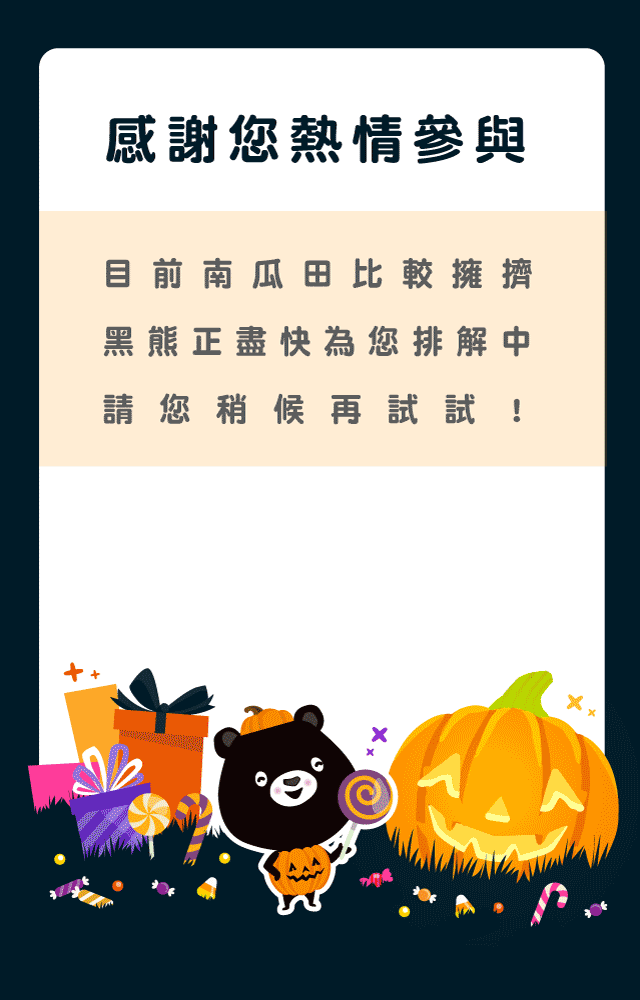 感謝您熱情參與
目前南瓜田比較擁擠
黑熊正盡快為您排解中
請您稍候再試試！